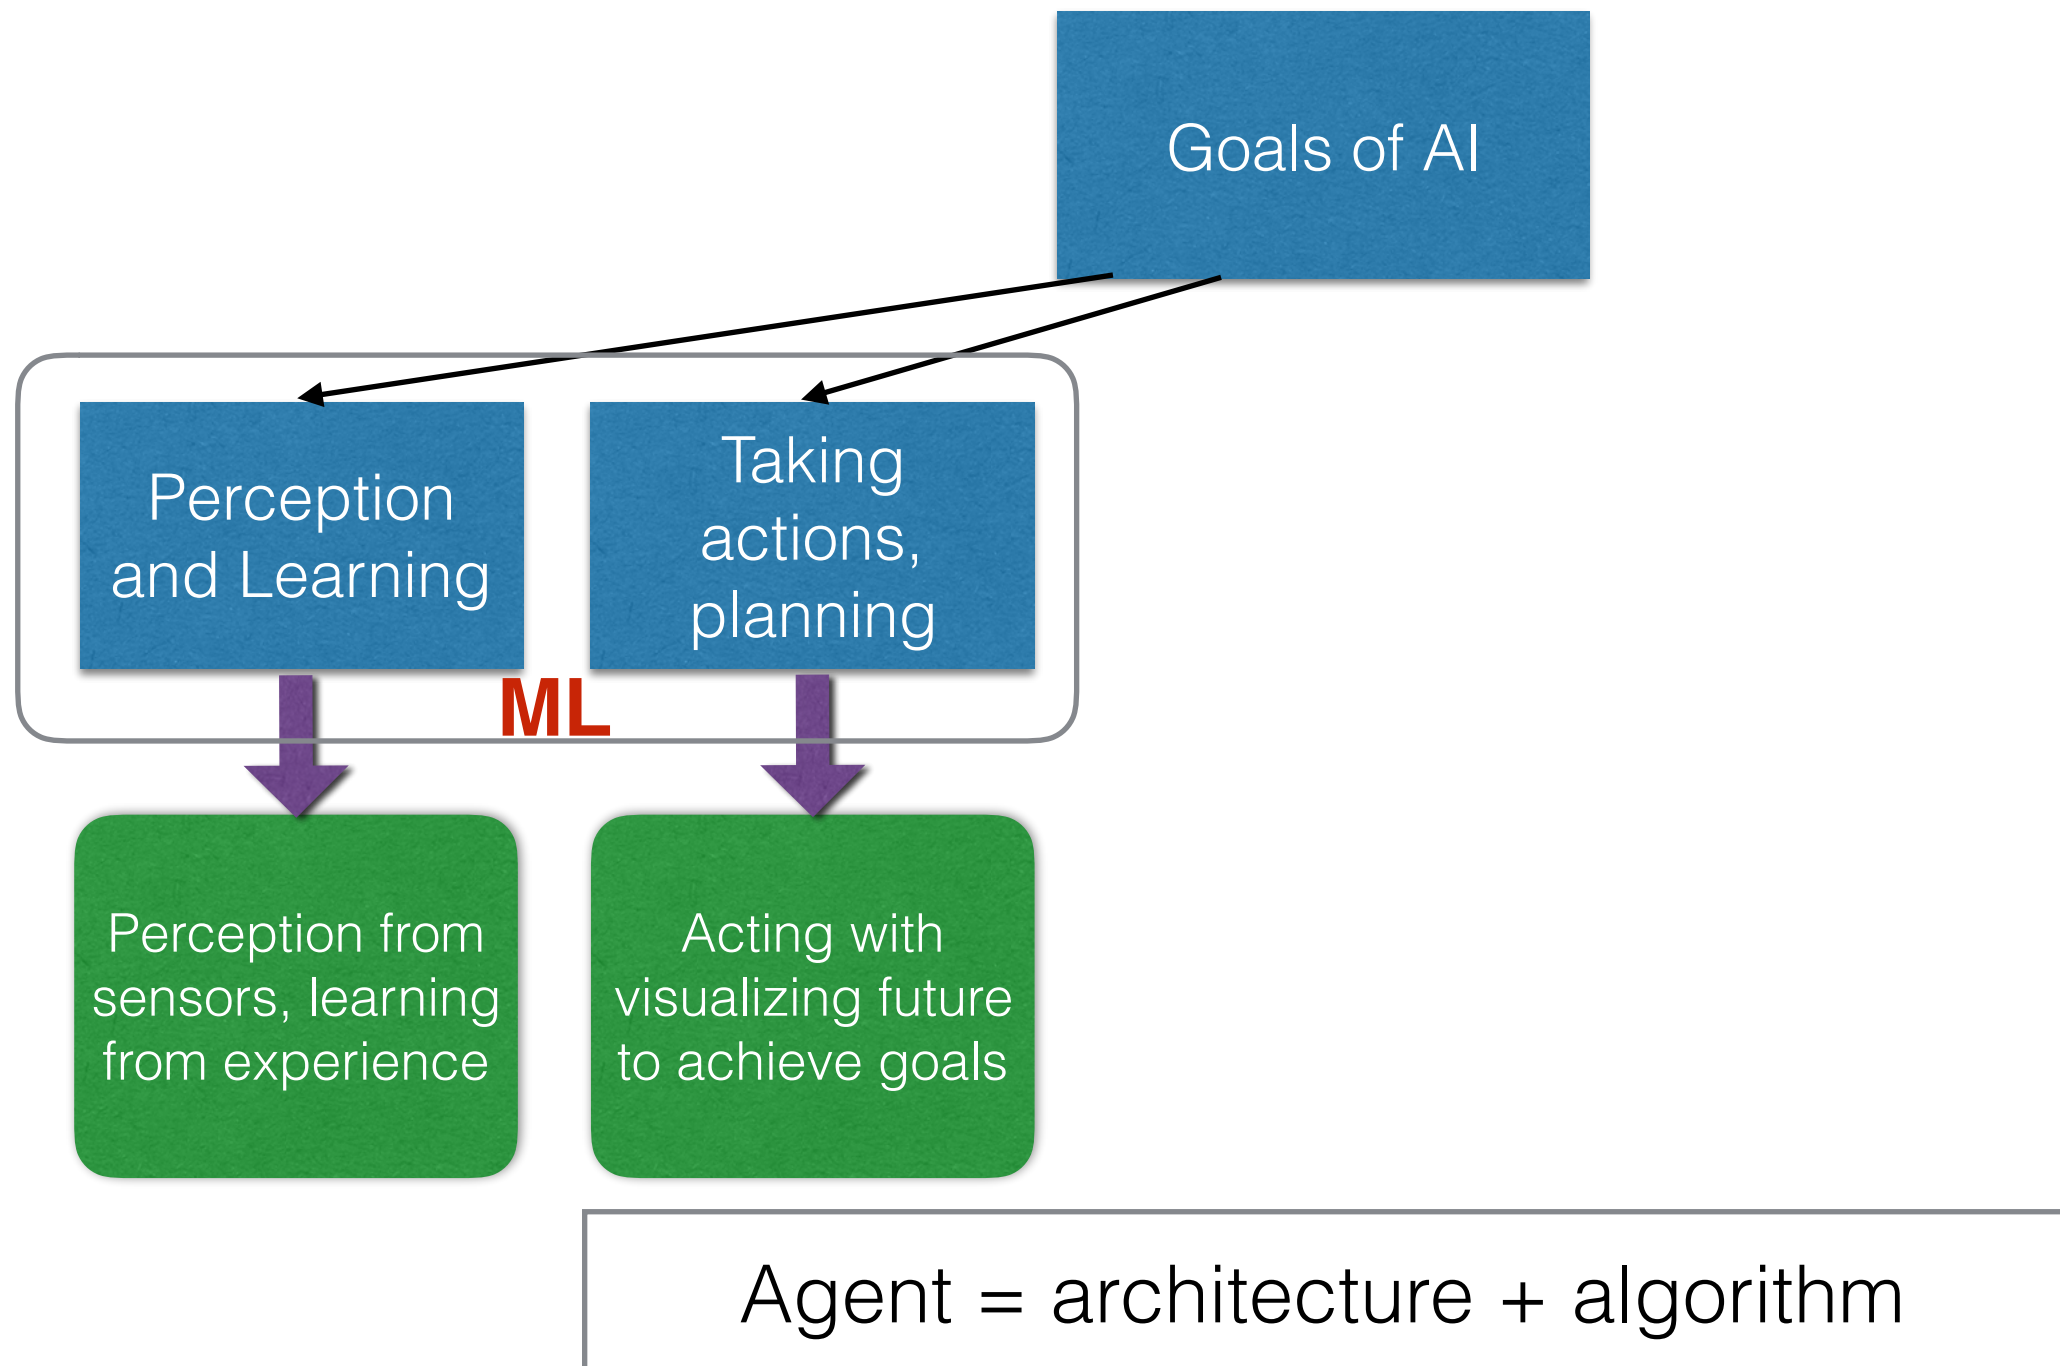 Goals of AI
Perception
and Learning
Taking
actions,
planning
ML
Perception from
sensors, learning
from experience
Acting with
visualizing future
to achieve goals
Agent = architecture + algorithm